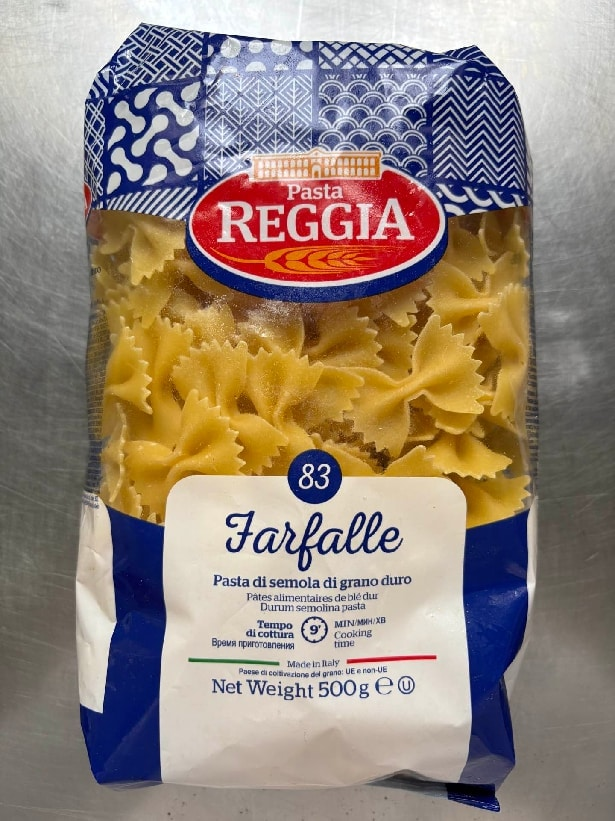 Pasta
REGGIA
83
Farfalle
Pasta di semola di grano duro
Pâtes alimentaires de blé dur
Durum semolina pasta
Tempo di cottura
Время приготовления
9'
MIN/МИН/ХВ
Cooking time
Made in Italy
Paese di coltivazione del grano: UE e non-UE
Net Weight 500g ℮ U